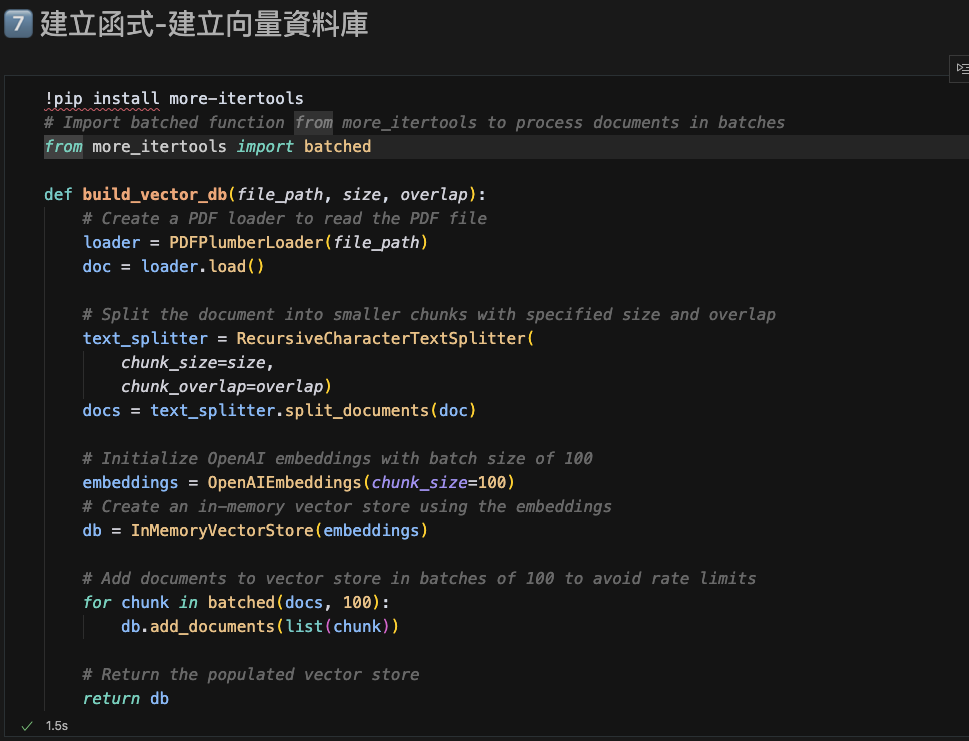 7 建立函式-建立向量資料庫
!pip install more-itertools
# Import batched function from more_itertools to process documents in batches
from more_itertools import batched
def build_vector_db(file_path, size, overlap):
# Create a PDF loader to read the PDF file
loader = PDFPlumberLoader(file_path)
doc = loader.load()
# Split the document into smaller chunks with specified size and overlap
text_splitter = RecursiveCharacterTextSplitter(
chunk_size=size,
chunk_overlap=overlap)
docs = text_splitter.split_documents(doc)
# Initialize OpenAI embeddings with batch size of 100
embeddings = OpenAIEmbeddings(chunk_size=100)
# Create an in-memory vector store using the embeddings
db = InMemoryVectorStore(embeddings)
# Add documents to vector store in batches of 100 to avoid rate limits
for chunk in batched(docs, 100):
db.add_documents(list(chunk))
# Return the populated vector store
return db
1.5s